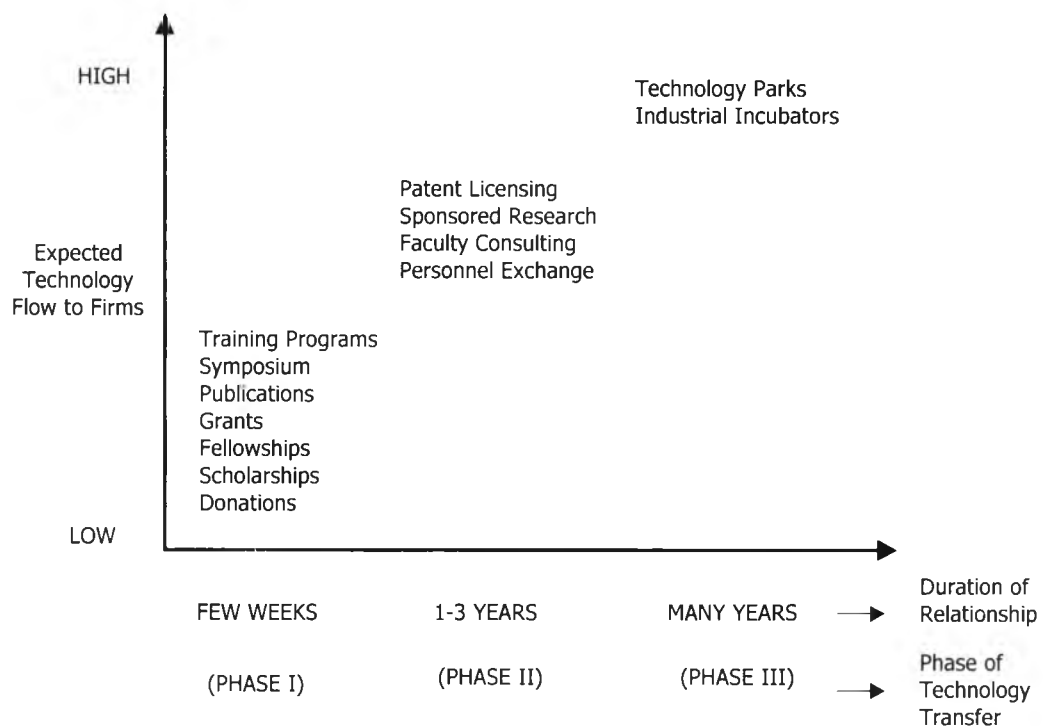 HIGH
Technology Parks
Industrial Incubators
Patent Licensing
Sponsored Research
Faculty Consulting
Personnel Exchange
Expected
Technology
Flow to Firms
Training Programs
Symposium
Publications
Grants
Fellowships
Scholarships
Donations
LOW
FEW WEEKS
1-3 YEARS
MANY YEARS
Duration of
Relationship
(PHASE I)
(PHASE II)
(PHASE III)
Phase of
Technology
Transfer